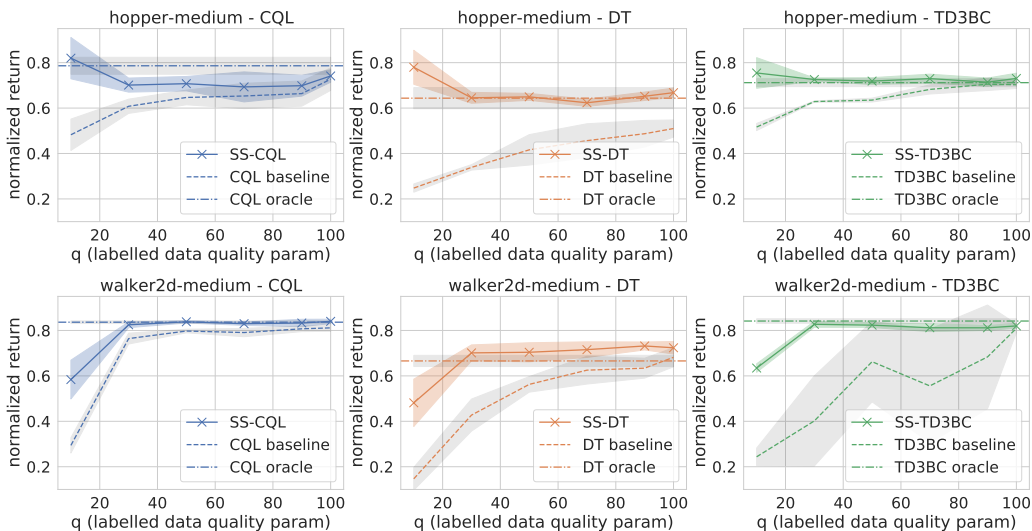 hopper-medium - CQL
normalized return
0.8
0.6
0.4
0.2
SS-CQL
CQL baseline
CQL oracle
20 40 60 80 100
q (labelled data quality param)
hopper-medium - DT
normalized return
0.8
0.6
0.4
0.2
SS-DT
DT baseline
DT oracle
20 40 60 80 100
q (labelled data quality param)
hopper-medium - TD3BC
normalized return
0.8
0.6
0.4
0.2
SS-TD3BC
TD3BC baseline
TD3BC oracle
20 40 60 80 100
q (labelled data quality param)
walker2d-medium - CQL
normalized return
0.8
0.6
0.4
0.2
SS-CQL
CQL baseline
CQL oracle
20 40 60 80 100
q (labelled data quality param)
walker2d-medium - DT
normalized return
0.8
0.6
0.4
0.2
SS-DT
DT baseline
DT oracle
20 40 60 80 100
q (labelled data quality param)
walker2d-medium - TD3BC
normalized return
0.8
0.6
0.4
0.2
SS-TD3BC
TD3BC baseline
TD3BC oracle
20 40 60 80 100
q (labelled data quality param)